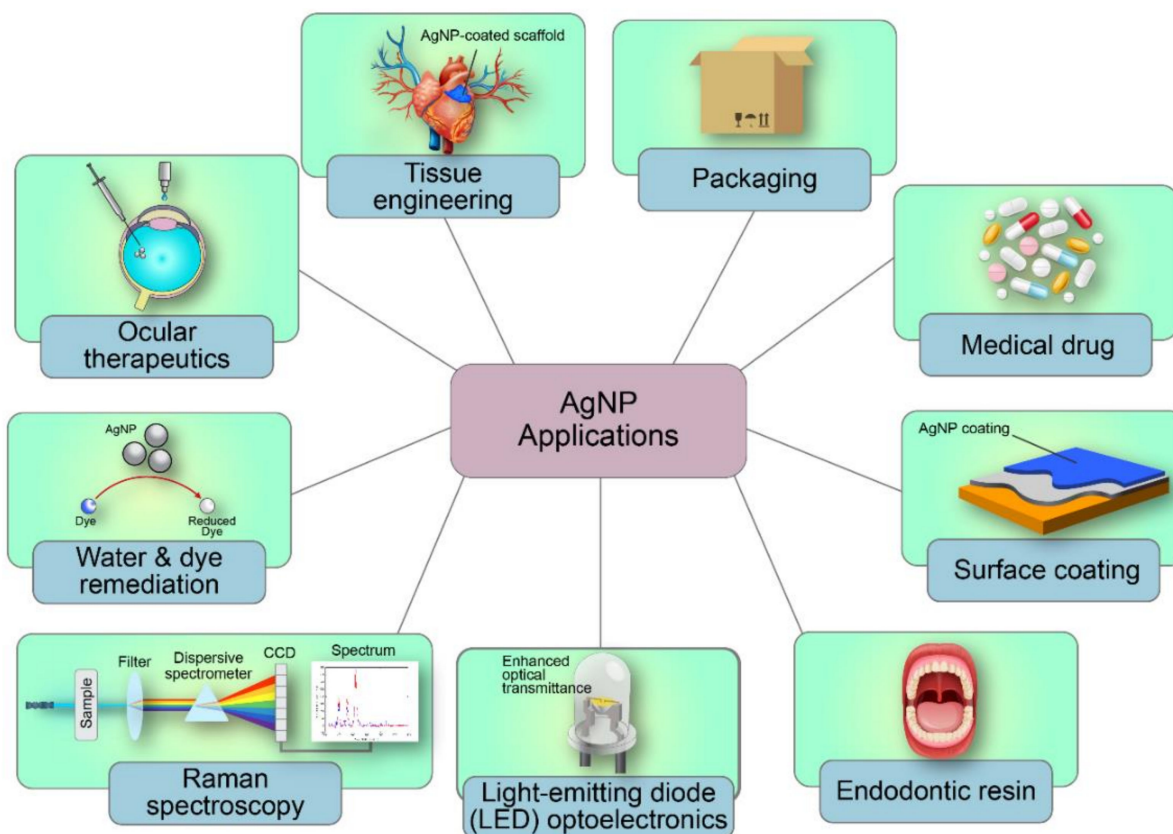 AgNP-coated scaffold
Tissue
engineering
Packaging
Ocular
therapeutics
Medical drug
AgNP
Applications
AgNP
Dye
Reduced
Dye
Water & dye
remediation
AgNP coating
Surface coating
Filter
Dispersive
spectrometer
CCD
Spectrum
Sample
Raman
spectroscopy
Enhanced
optical
transmittance
Light-emitting diode
(LED) optoelectronics
Endodontic resin